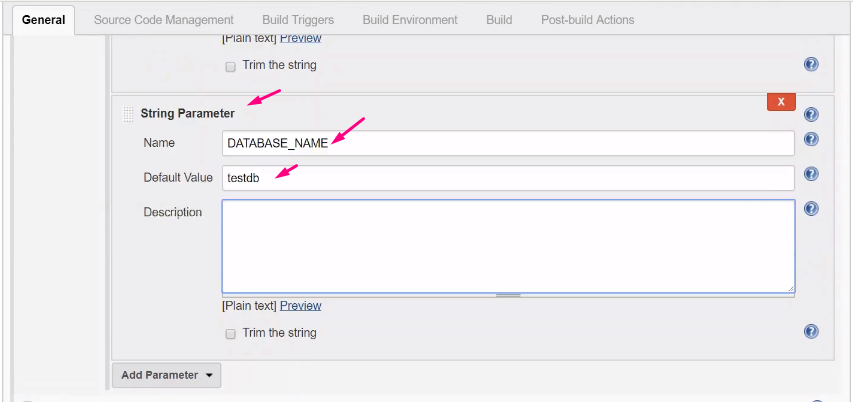 General Source Code Management Build Triggers Build Environment Build Post-build Actions
[Plain text] Preview
Trim the string
X
String Parameter
Name DATABASE_NAME
Default Value testdb
Description
[Plain text] Preview
Trim the string
Add Parameter